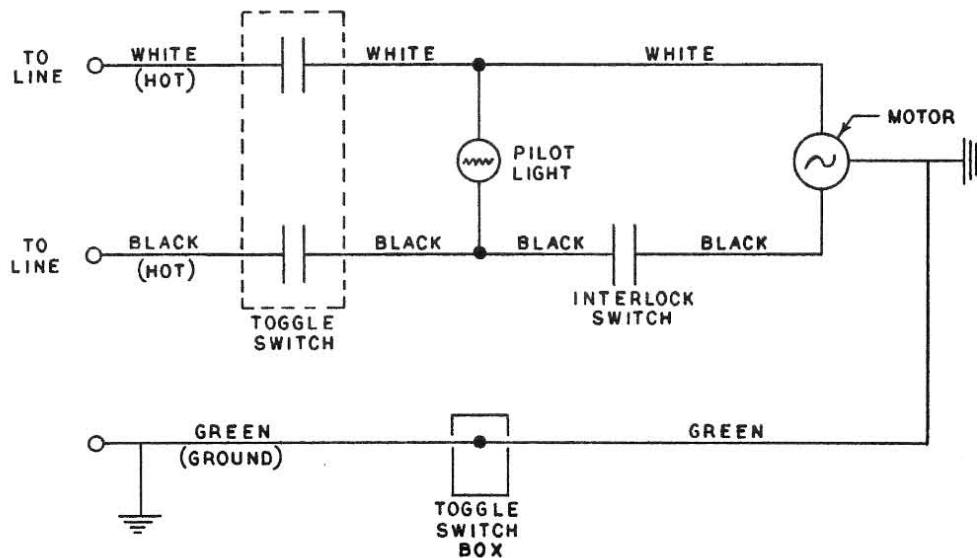 TO
LINE
WHITE
(HOT)
WHITE
WHITE
MOTOR
PILOT
LIGHT
TO
LINE
BLACK
(HOT)
BLACK
BLACK
BLACK
TOGGLE
SWITCH
INTERLOCK
SWITCH
GREEN
(GROUND)
GREEN
TOGGLE
SWITCH
BOX